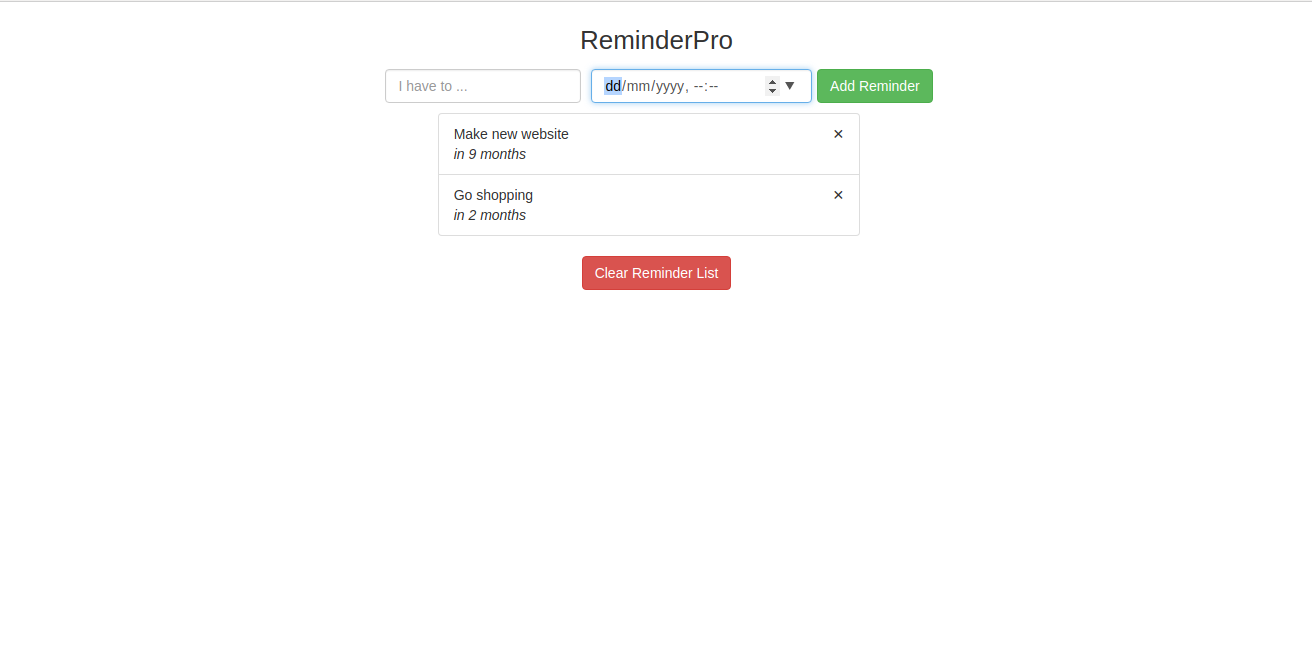 ReminderPro
I have to ... dd/mm/yyyy, --:-- Add Reminder
Make new website ×
in 9 months
Go shopping ×
in 2 months
Clear Reminder List